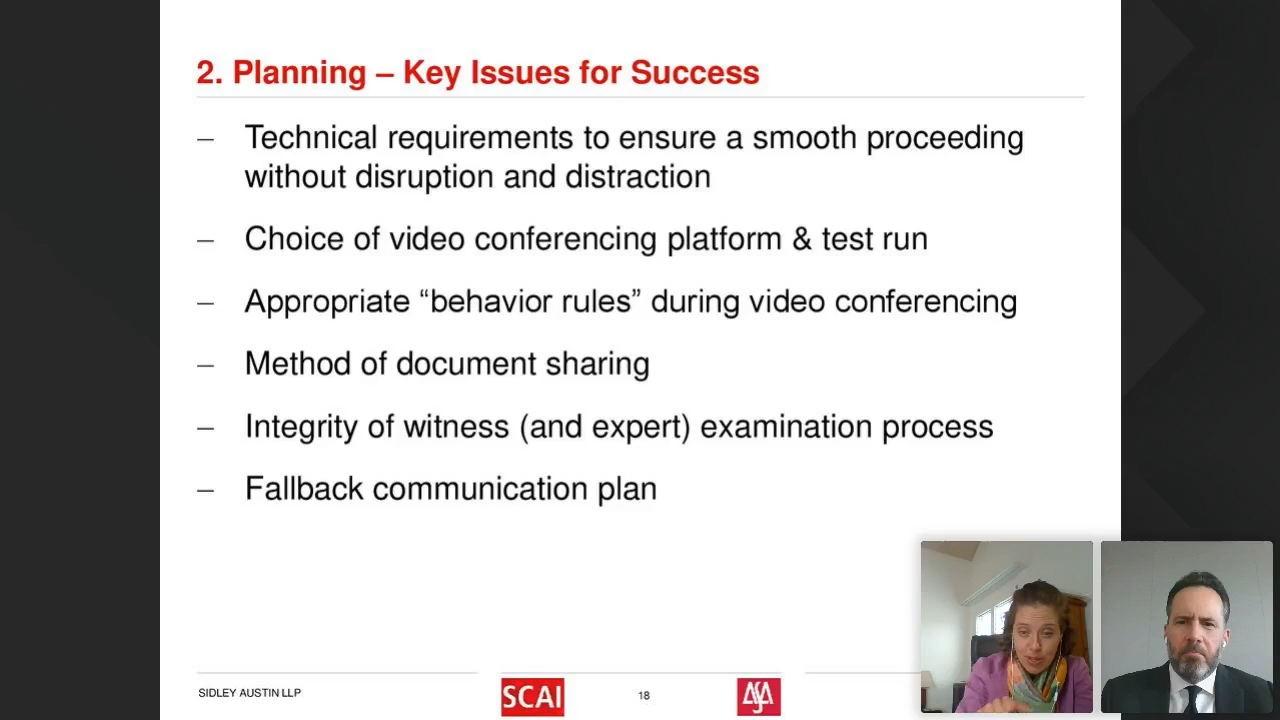 2. Planning – Key Issues for Success
– Technical requirements to ensure a smooth proceeding
without disruption and distraction
– Choice of video conferencing platform & test run
– Appropriate “behavior rules” during video conferencing
– Method of document sharing
– Integrity of witness (and expert) examination process
– Fallback communication plan
SIDLEY AUSTIN LLP
SCAI
18
ASA